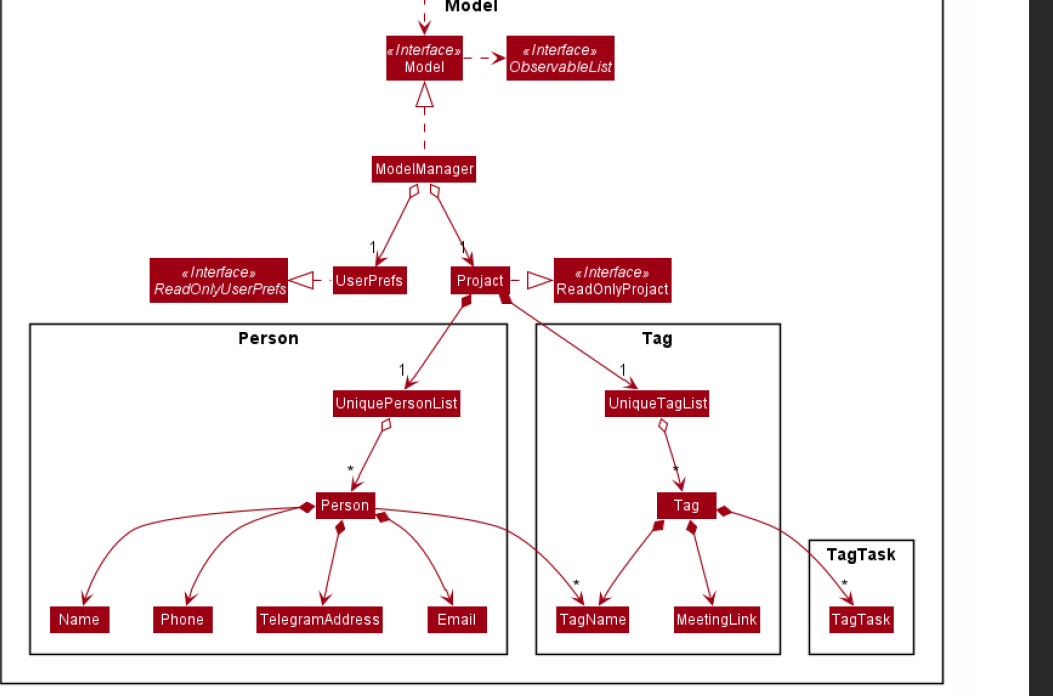 Model
«Interface»
Model
«Interface»
ObservableList
ModelManager
1
1
«Interface»
ReadOnlyUserPrefs
UserPrefs
Projact
«Interface»
ReadOnlyProjact
Person
Tag
1
1
UniquePersonList
UniqueTagList
*
*
Person
Tag
TagTask
*
*
Name
Phone
TelegramAddress
Email
TagName
MeetingLink
TagTask